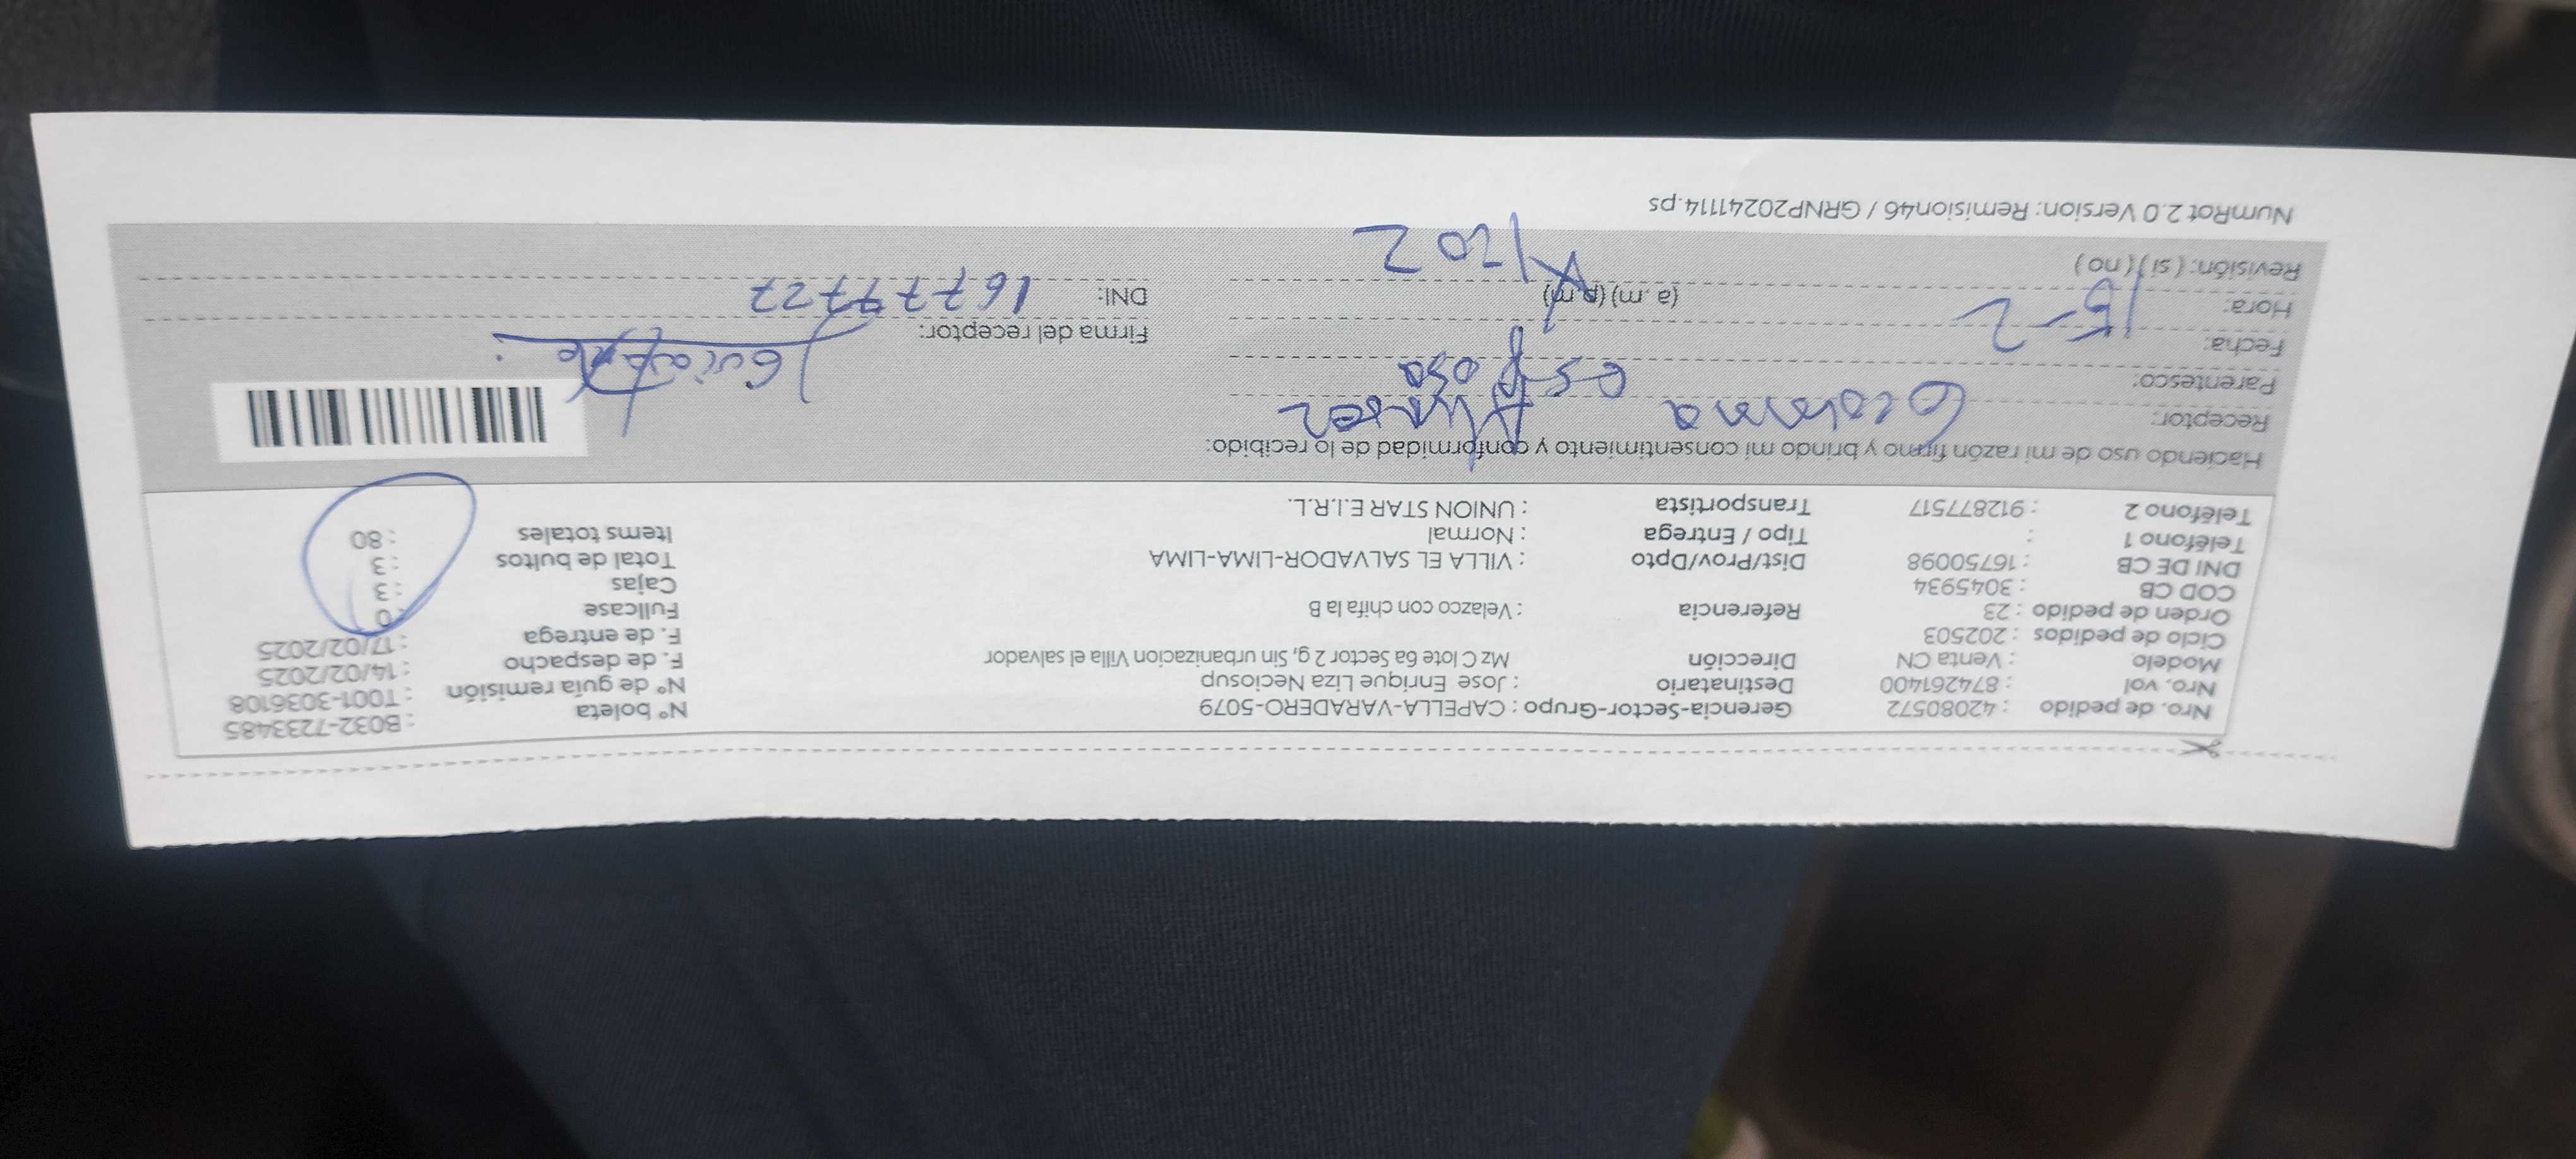 Nro. de pedido : 42080572 Gerencia-Sector-Grupo : CAPELLA-VARADERO-5079 N° boleta : B032-7233485
Nro. vol : 874261400 Destinatario : Jose Enrique Liza Neciosup N° de guía remisión : T001-3036108
Modelo : Venta CN Dirección Mz C lote 6a Sector 2 g, Sin urbanizacion Villa el salvador F. de despacho : 14/02/2025
Ciclo de pedidos : 202503 F. de entrega : 17/02/2025
Orden de pedido : 23 Referencia : Velazco con chifa la B Fullcase : 0
COD CB : 3045934 Cajas : 3
DNI DE CB : 16750098 Dist/Prov/Dpto : VILLA EL SALVADOR-LIMA-LIMA Total de bultos : 3
Teléfono 1 : Tipo / Entrega : Normal Items totales : 80
Teléfono 2 : 912877517 Transportista : UNION STAR E.I.R.L.
Haciendo uso de mi razón firmo y brindo mi consentimiento y conformidad de lo recibido:
Receptor:
Parentesco: esposa
Fecha: 15-2 Firma del receptor:
Hora: (a.m) (p.m) DNI:
Revisión: ( si ) ( no ) 1202
NumRot 2.0 Version: Remision46 / GRNP20241114.ps